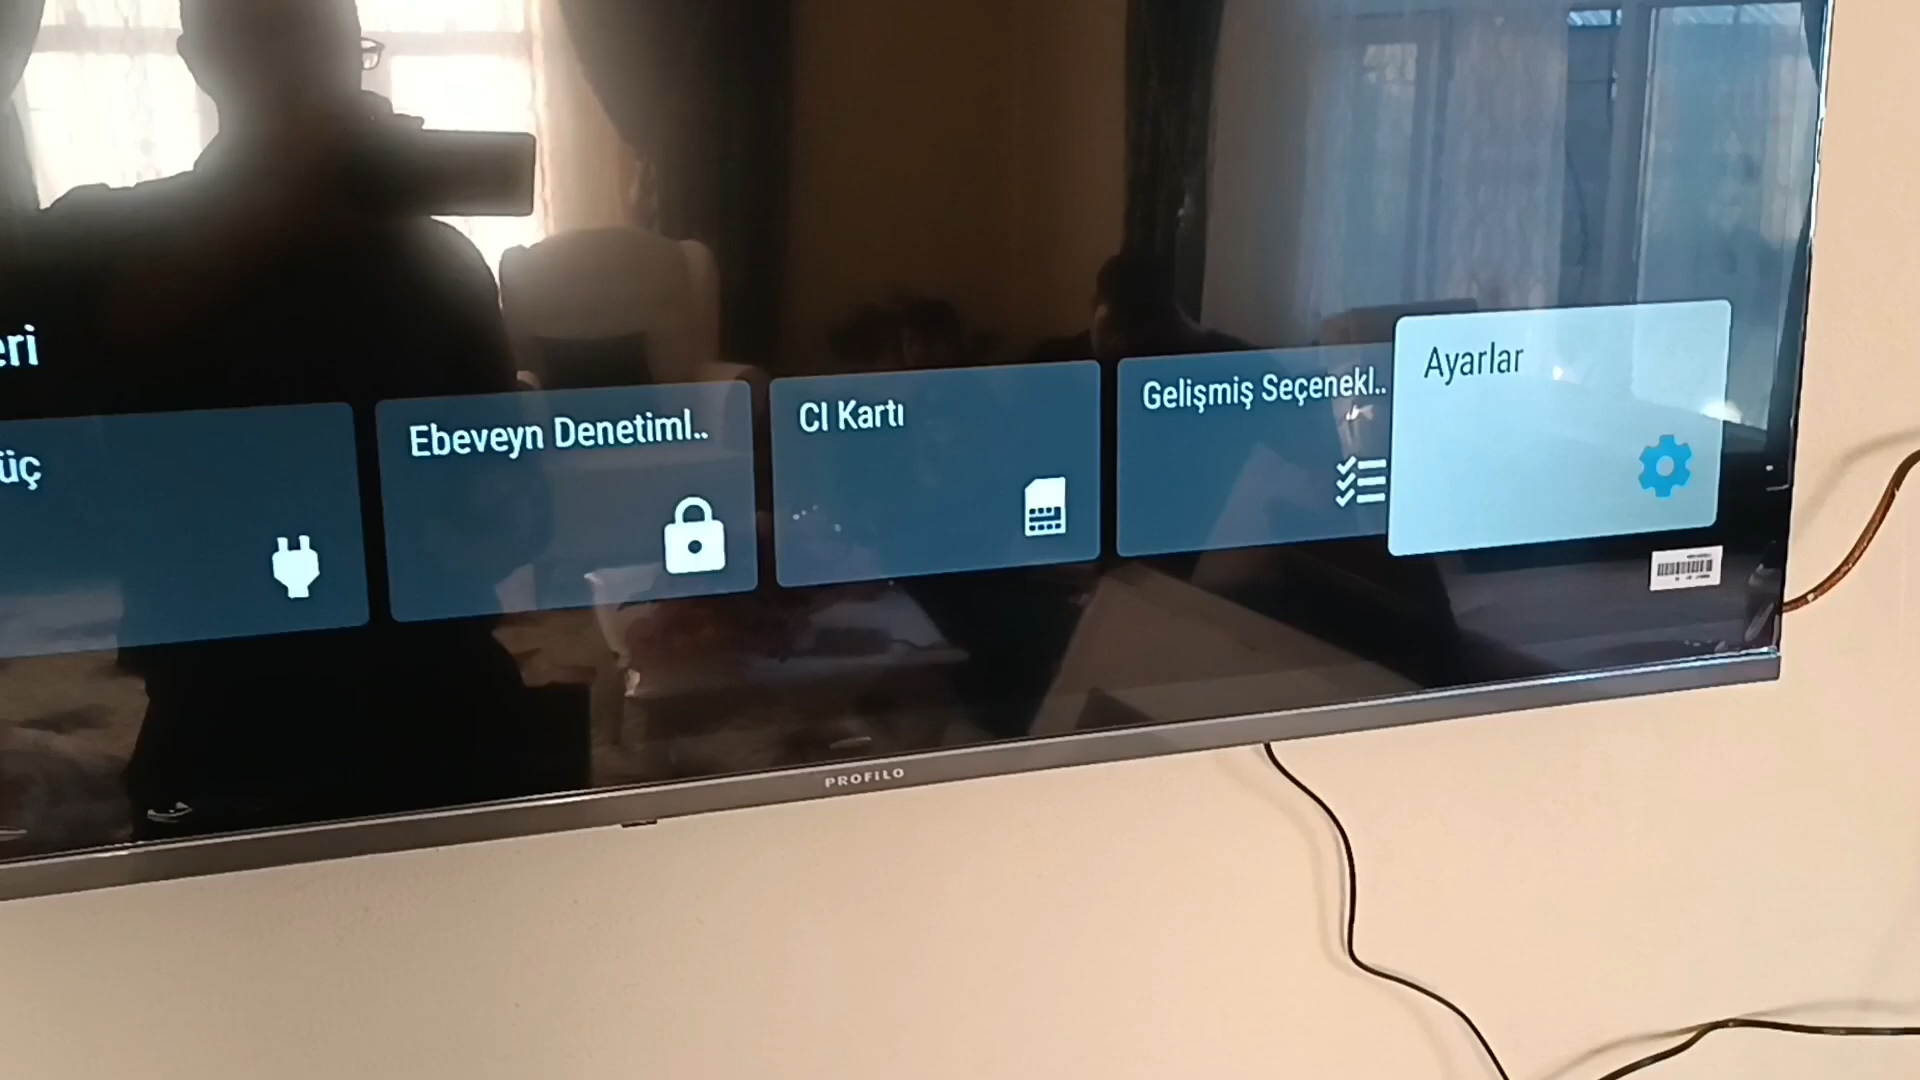 eri
üç
Ebeveyn Denetiml..
CI Kartı
Gelişmiş Seçenekl..
Ayarlar
PROFILO